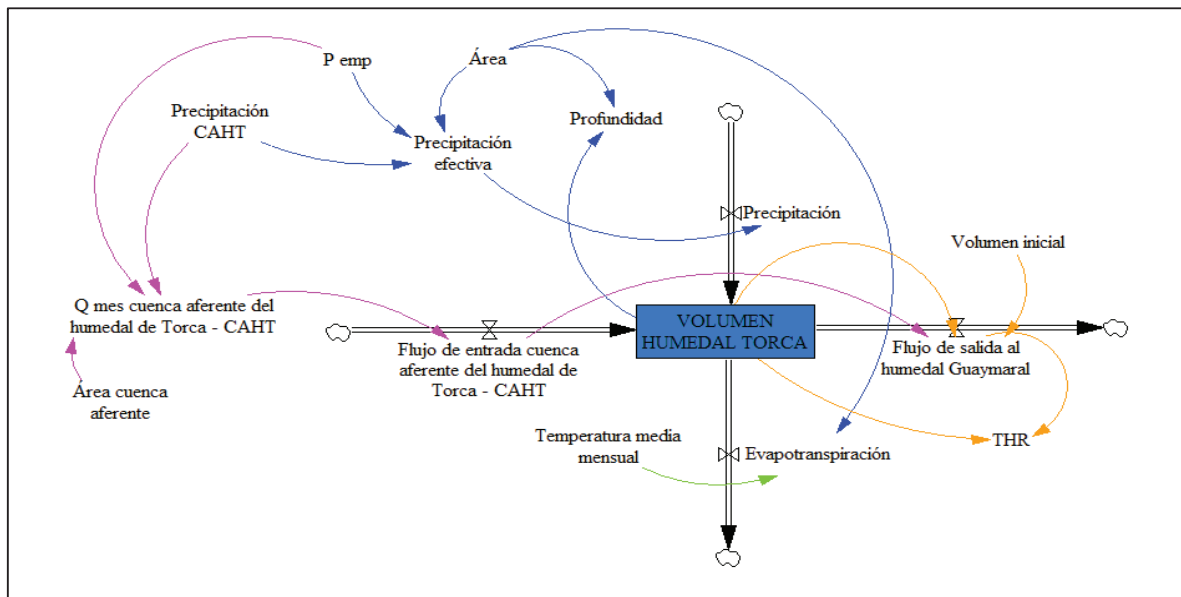 P emp
Área
Precipitación
CAHT
Profundidad
Precipitación
efectiva
Precipitación
Volumen inicial
Q mes cuenca aferente del
humedal de Torca - CAHT
VOLUMEN
HUMEDAL TORCA
Flujo de entrada cuenca
aferente del humedal de
Torca - CAHT
Flujo de salida al
humedal Guaymaral
Área cuenca
aferente
Temperatura media
mensual
Evapotranspiración
THR